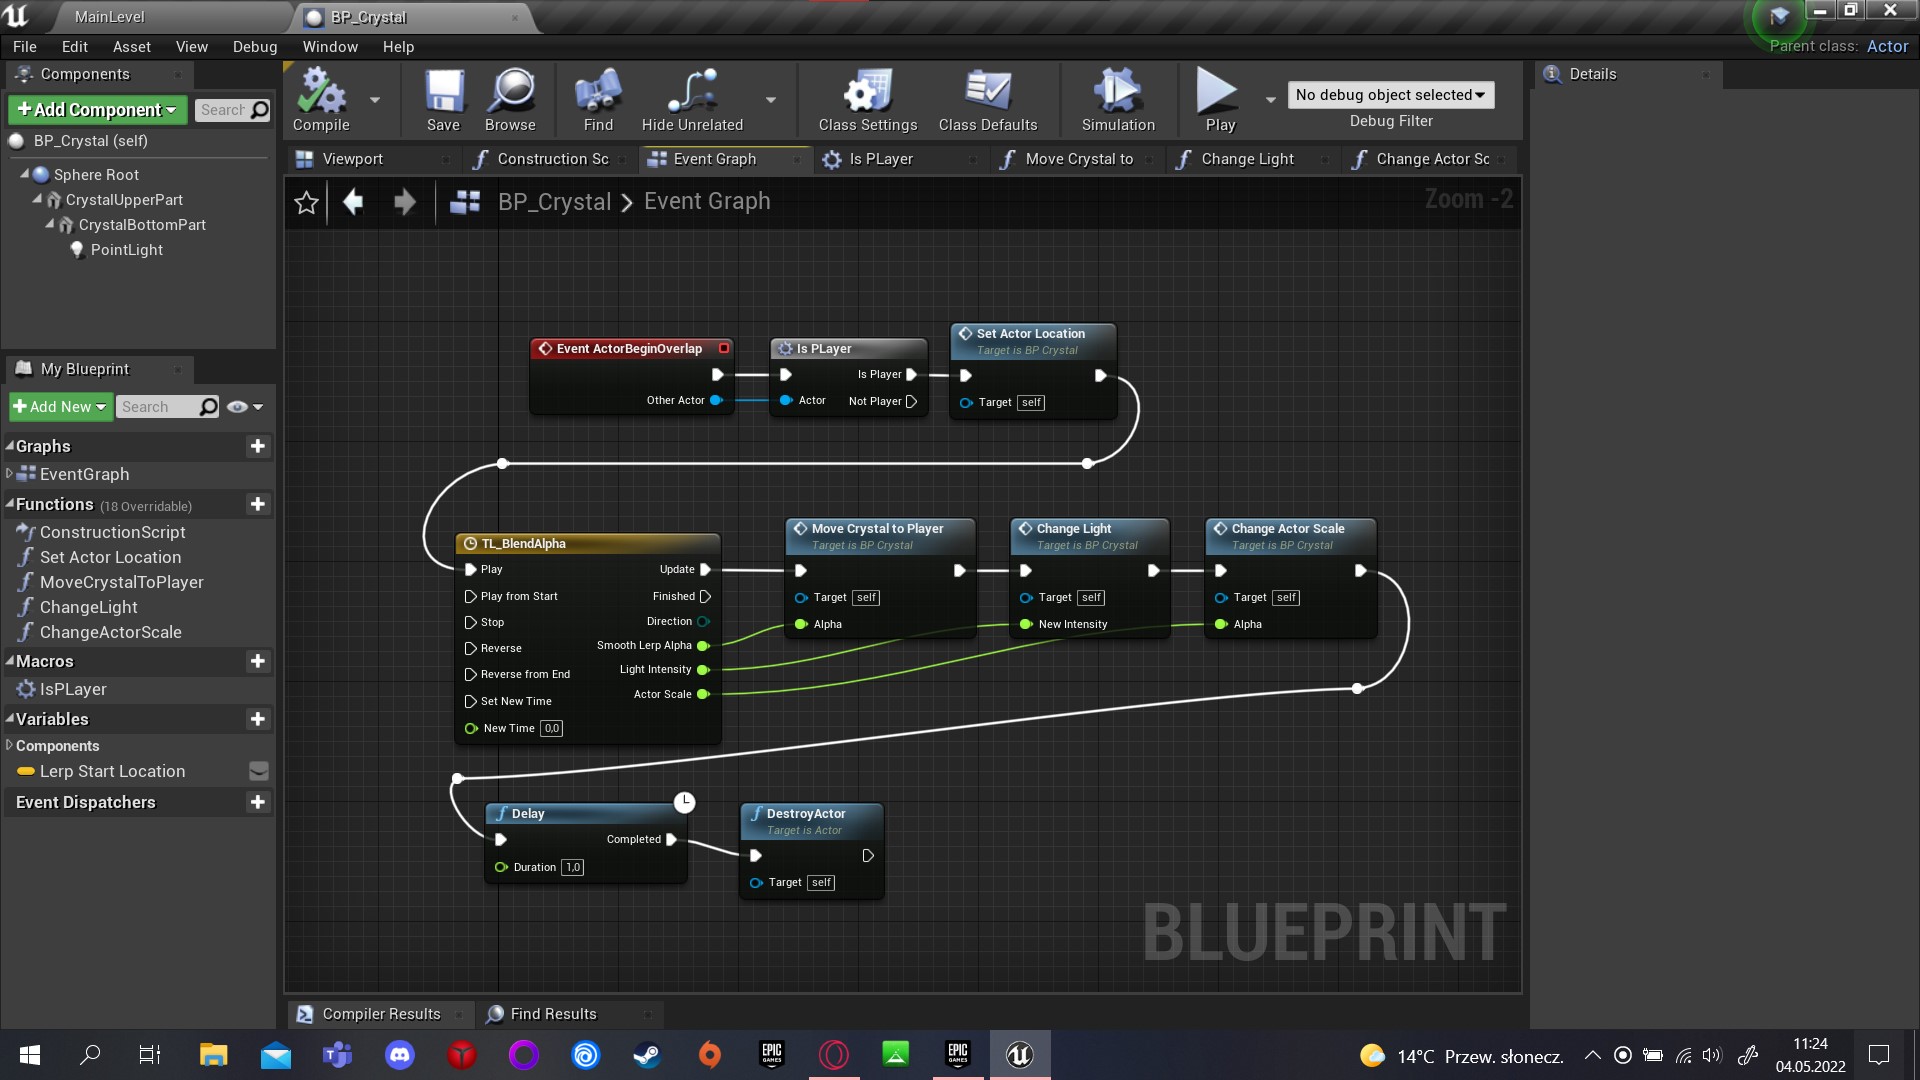 MainLevel
BP_Crystal
File Edit Asset View Debug Window Help
Parent class: Actor
Components
Add Component
Search
BP_Crystal (self)
Sphere Root
CrystalUpperPart
CrystalBottomPart
PointLight
Compile
Save
Browse
Find
Hide Unrelated
Class Settings
Class Defaults
Simulation
Play
No debug object selected
Debug Filter
Details
Viewport
Construction Sc
Event Graph
Is PLayer
Move Crystal to
Change Light
Change Actor Sc
BP_Crystal > Event Graph
Zoom -2
My Blueprint
Add New
Search
Graphs
EventGraph
Functions (18 Overridable)
ConstructionScript
Set Actor Location
MoveCrystalToPlayer
ChangeLight
ChangeActorScale
Macros
IsPLayer
Variables
Components
Lerp Start Location
Event Dispatchers
Event ActorBeginOverlap
Other Actor
Is PLayer
Is Player
Actor
Not Player
Set Actor Location
Target is BP Crystal
Target self
TL_BlendAlpha
Play
Update
Play from Start
Finished
Stop
Direction
Reverse
Smooth Lerp Alpha
Light Intensity
Reverse from End
Actor Scale
Set New Time
New Time 0,0
Move Crystal to Player
Target is BP Crystal
Target self
Alpha
Change Light
Target is BP Crystal
Target self
New Intensity
Change Actor Scale
Target is BP Crystal
Target self
Alpha
Delay
Completed
Duration 1,0
DestroyActor
Target is Actor
Target self
BLUEPRINT
Compiler Results
Find Results
EPIC
GAMES
EPIC
GAMES
14°C Przew. słonecz.
11:24
04.05.2022